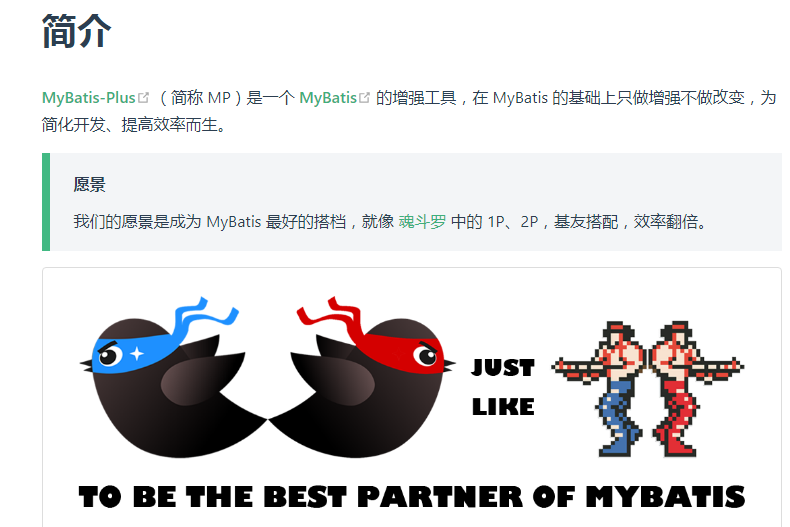 简介
MyBatis-Plus（简称 MP）是一个 MyBatis 的增强工具，在 MyBatis 的基础上只做增强不做改变，为
简化开发、提高效率而生。
愿景
我们的愿景是成为 MyBatis 最好的搭档，就像 魂斗罗 中的 1P、2P，基友搭配，效率翻倍。
JUST
LIKE
TO BE THE BEST PARTNER OF MYBATIS